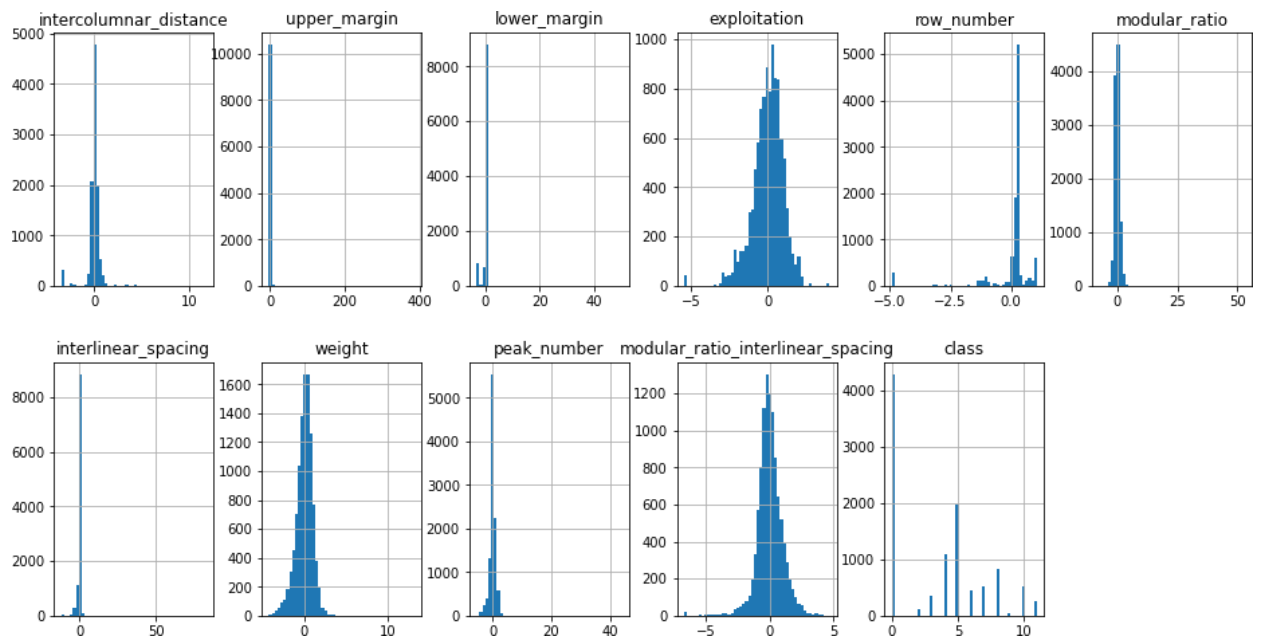 intercolumnar_distance upper_margin lower_margin exploitation row_number modular_ratio
5000 10000 8000 1000 5000 4000
4000 8000 6000 800 4000 3000
3000 6000 4000 600 3000 2000
2000 4000 2000 400 2000 1000
1000 2000 0 200 1000 0
0 0 0 0
0 10 0 200 400 0 20 40 −5 0 −5.0 −2.5 0.0 0 25 50
interlinear_spacing weight peak_number modular_ratio_interlinear_spacing class
8000 1600 5000 1200 4000
6000 1400 4000 1000 3000
4000 1200 3000 800 2000
2000 1000 2000 600 1000
0 800 1000 400 0
600 0 200
400 0
200
0
0 50 0 10 0 20 40 −5 0 5 0 5 10